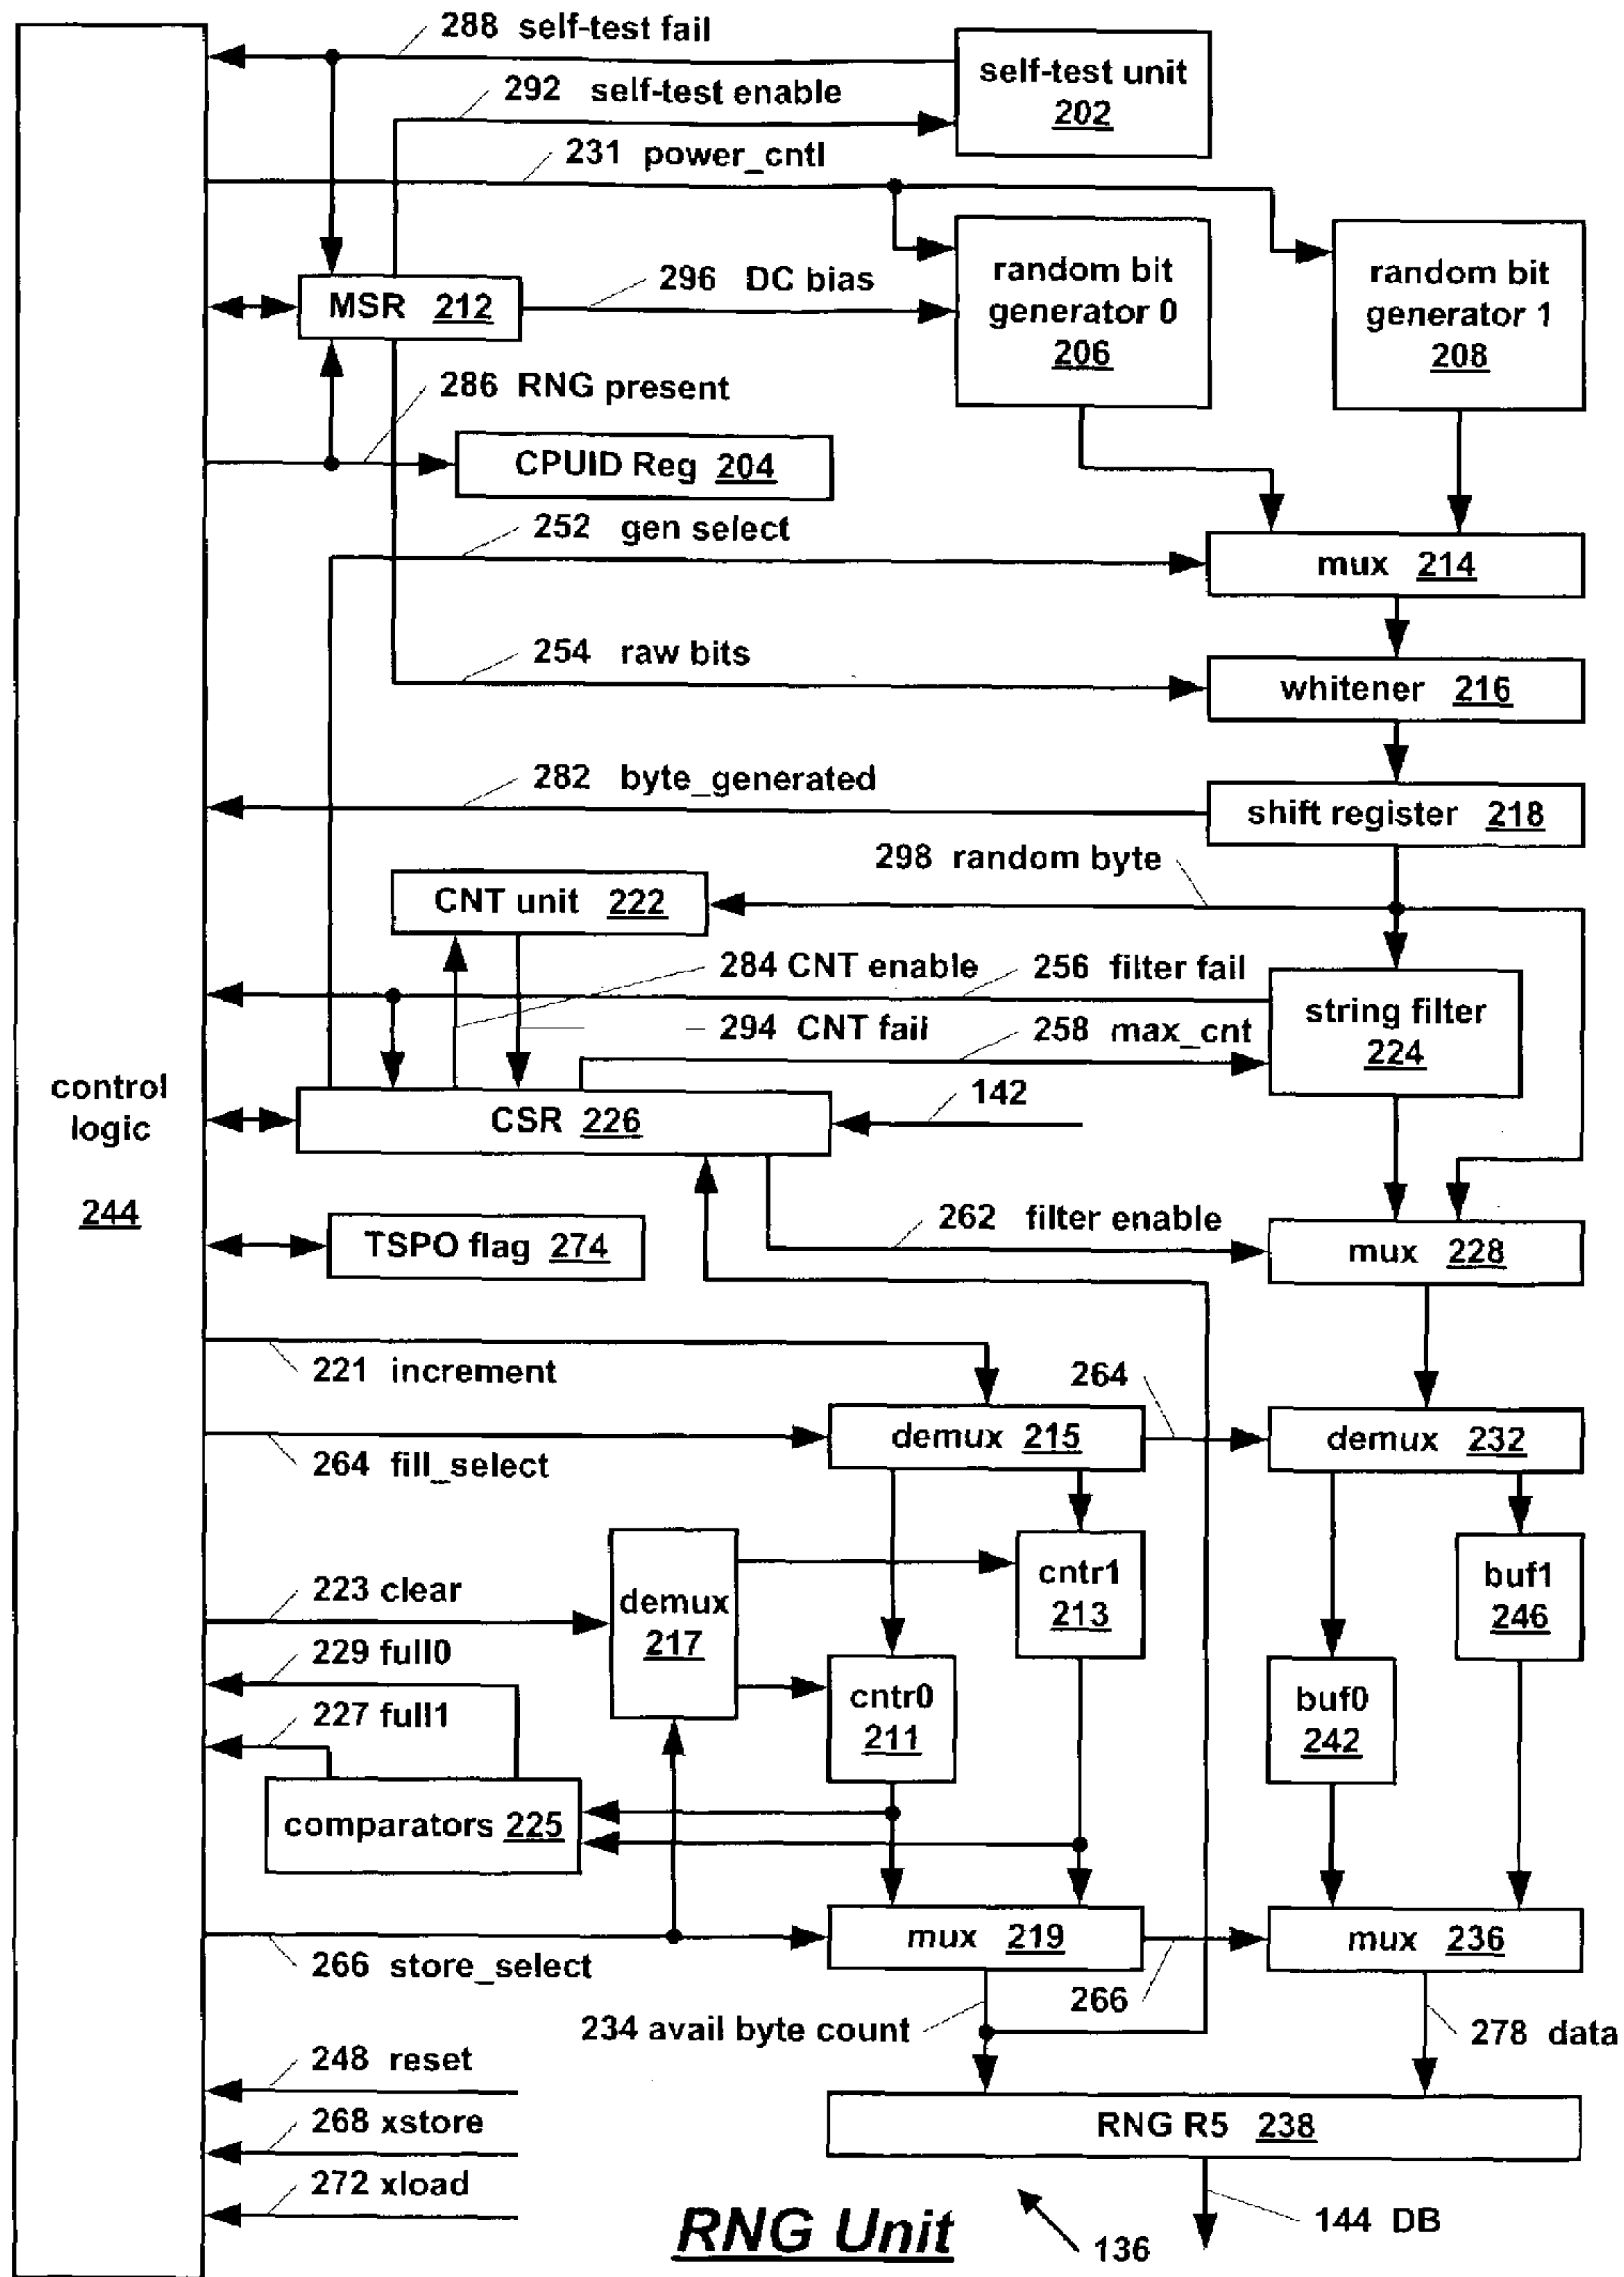 288 self-test fail
self-test unit
202
292 self-test enable
231 power_cntl
random bit
generator 0
206
random bit
generator 1
208
296 DC bias
MSR 212
286 RNG present
CPUID Reg 204
252 gen select
mux 214
254 raw bits
whitener 216
282 byte_generated
shift register 218
298 random byte
CNT unit 222
284 CNT enable
256 filter fail
string filter
224
294 CNT fail
258 max_cnt
control
logic
244
142
CSR 226
262 filter enable
TSPO flag 274
mux 228
221 increment
264
demux 215
demux 232
264 fill_select
demux
217
cntr1
213
buf1
246
223 clear
229 full0
cntr0
211
buf0
242
227 full1
comparators 225
mux 219
mux 236
266 store_select
266
234 avail byte count
278 data
248 reset
268 xstore
RNG R5 238
272 xload
RNG Unit
136
144 DB